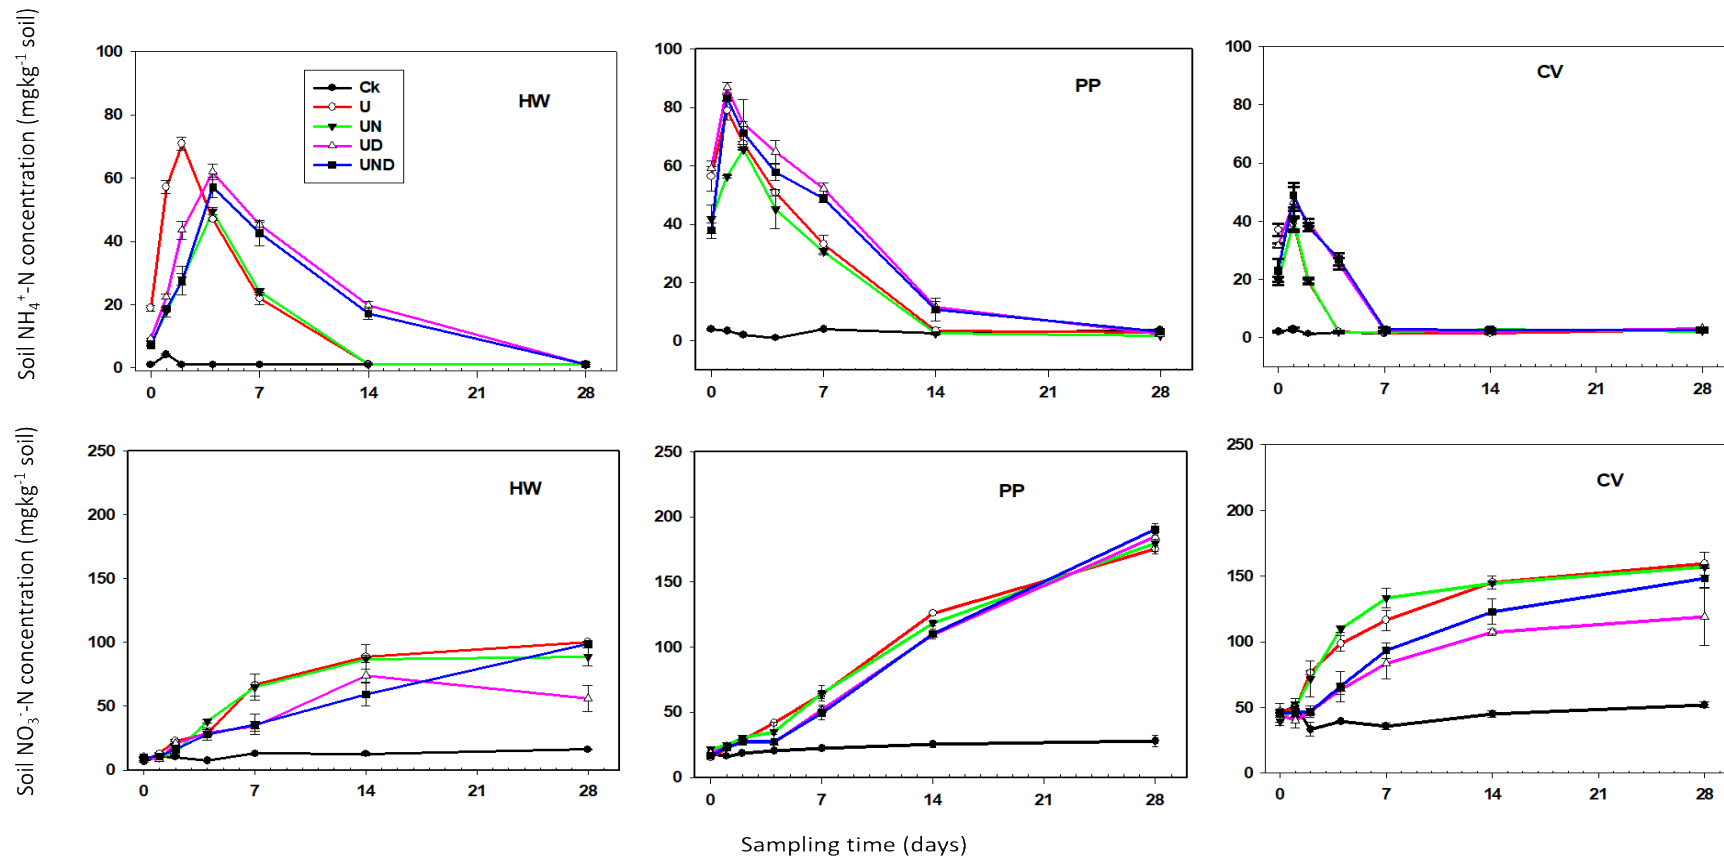 Soil NH4+-N concentration (mgkg-1 soil)
100
80
60
40
20
0
0 7 14 21 28
HW
Ck
U
UN
UD
UND
100
80
60
40
20
0
0 7 14 21 28
PP
100
80
60
40
20
0
0 7 14 21 28
CV
Soil NO3--N concentration (mgkg-1 soil)
250
200
150
100
50
0
0 7 14 21 28
HW
250
200
150
100
50
0
0 7 14 21 28
PP
250
200
150
100
50
0
0 7 14 21 28
CV
Sampling time (days)